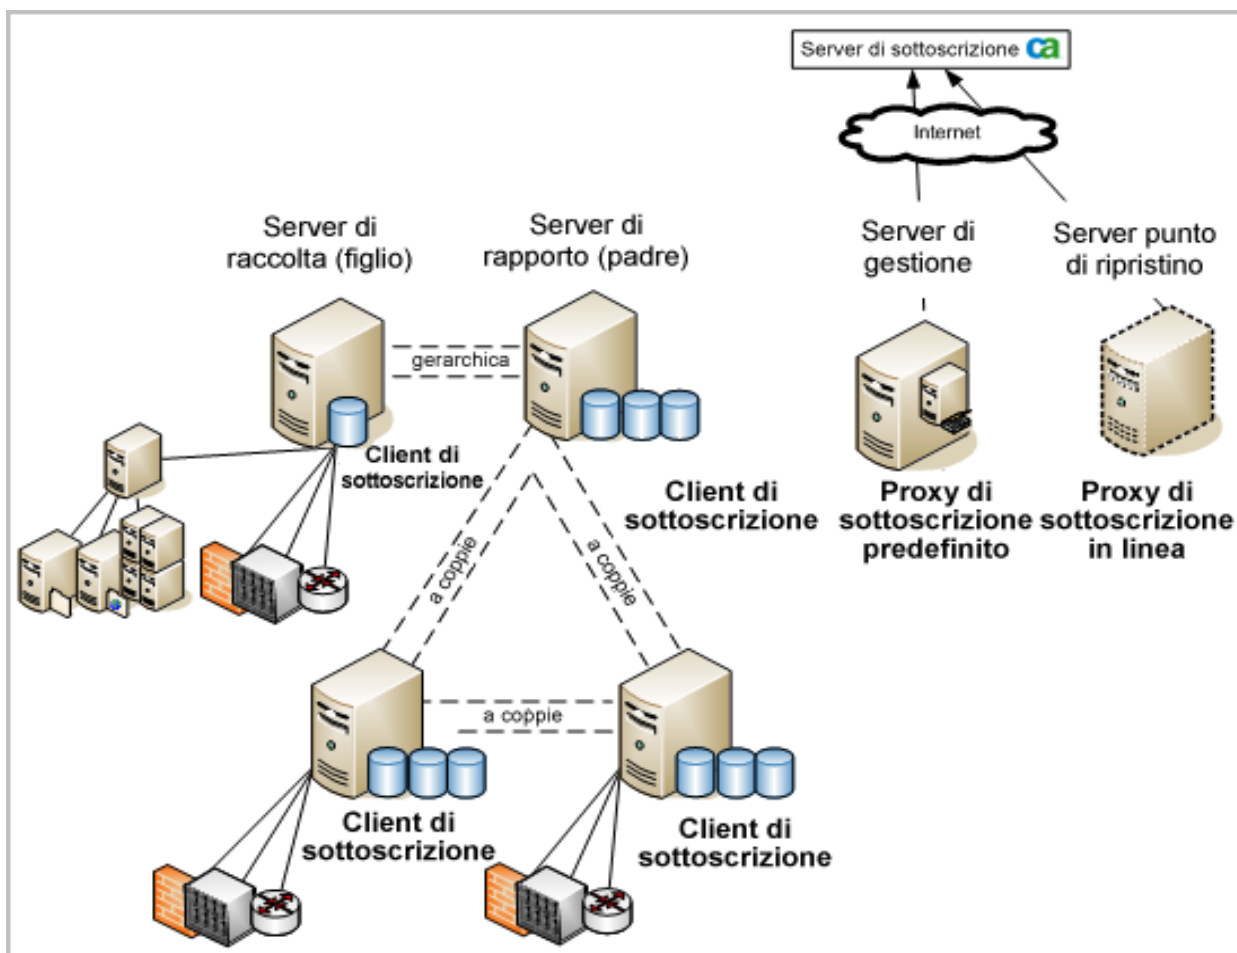 Server di sottoscrizione ca
Internet
Server di
raccolta (figlio)
Server di
rapporto (padre)
Server di
gestione
Server punto
di ripristino
gerarchica
Client di
sottoscrizione
Client di
sottoscrizione
Proxy di
sottoscrizione
predefinito
Proxy di
sottoscrizione
in linea
a coppie
a coppie
a coppie
Client di
sottoscrizione
Client di
sottoscrizione